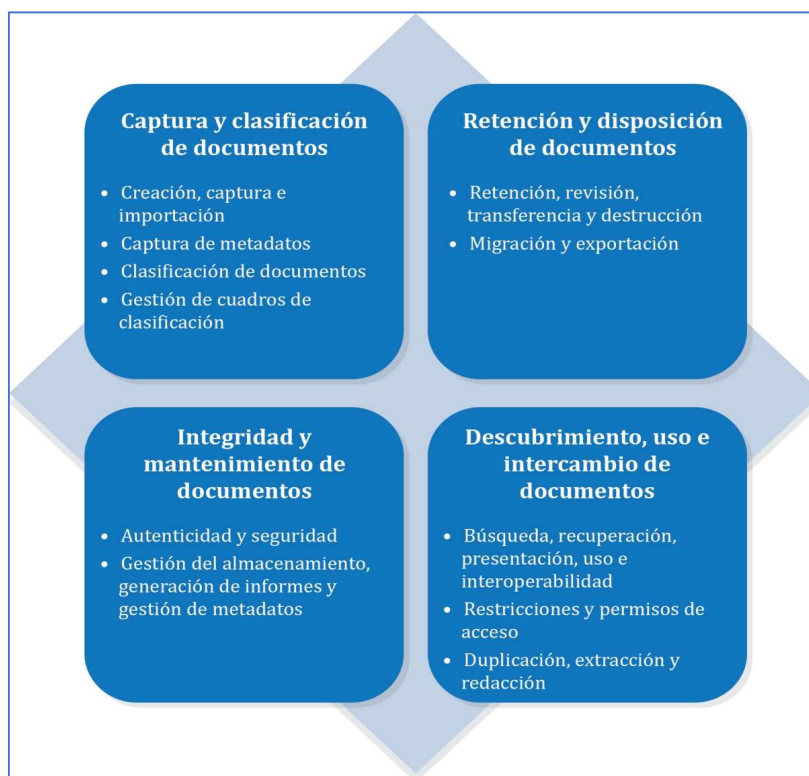 Captura y clasificación
de documentos
• Creación, captura e
importación
• Captura de metadatos
• Clasificación de documentos
• Gestión de cuadros de
clasificación
Retención y disposición
de documentos
• Retención, revisión,
transferencia y destrucción
• Migración y exportación
Integridad y
mantenimiento de
documentos
• Autenticidad y seguridad
• Gestión del almacenamiento,
generación de informes y
gestión de metadatos
Descubrimiento, uso e
intercambio de
documentos
• Búsqueda, recuperación,
presentación, uso e
interoperabilidad
• Restricciones y permisos de
acceso
• Duplicación, extracción y
redacción